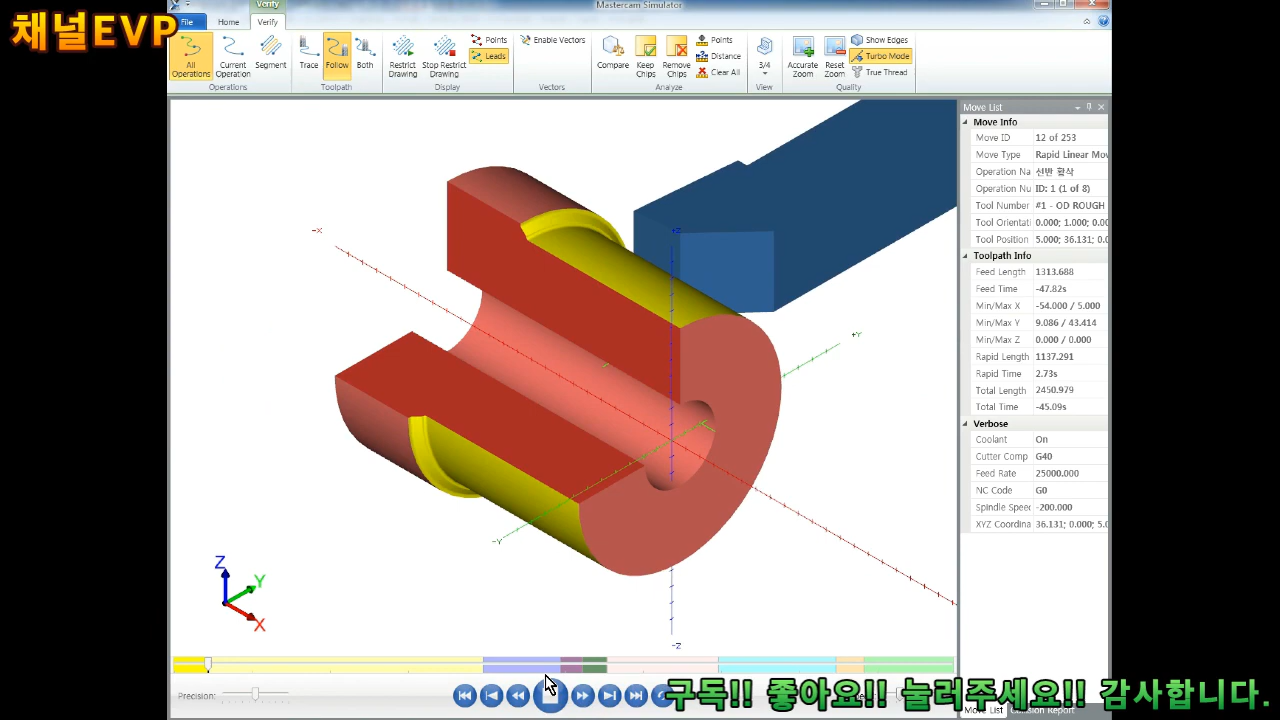 Verify
Mastercam Simulator
채널EVP
File
Home
Verify
All Operations
Current Operation
Segment
Trace
Follow
Both
Restrict Drawing
Stop Restrict Drawing
Points
Leads
Enable Vectors
Compare
Keep Chips
Remove Chips
Points
Distance
Clear All
3/4
Accurate Zoom
Reset Zoom
Show Edges
Turbo Mode
True Thread
Operations
Toolpath
Display
Vectors
Analyze
View
Quality
Move List
Move Info
Move ID 12 of 253
Move Type Rapid Linear Mov
Operation Na 선반 황삭
Operation Nu ID: 1 (1 of 8)
Tool Number #1 - OD ROUGH
Tool Orientati 0.000; 1.000; 0.00
Tool Position 5.000; 36.131; 0.0
Toolpath Info
Feed Length 1313.688
Feed Time -47.82s
Min/Max X -54.000 / 5.000
Min/Max Y 9.086 / 43.414
Min/Max Z 0.000 / 0.000
Rapid Length 1137.291
Rapid Time 2.73s
Total Length 2450.979
Total Time -45.09s
Verbose
Coolant On
Cutter Comp G40
Feed Rate 25000.000
NC Code G0
Spindle Speed -200.000
XYZ Coordina 36.131; 0.000; 5.0
-X
+Z
+Y
-Y
-Z
Z
Y
X
Precision:
구독!! 좋아요!! 눌러주세요!! 감사합니다.
Move List
Collision Report